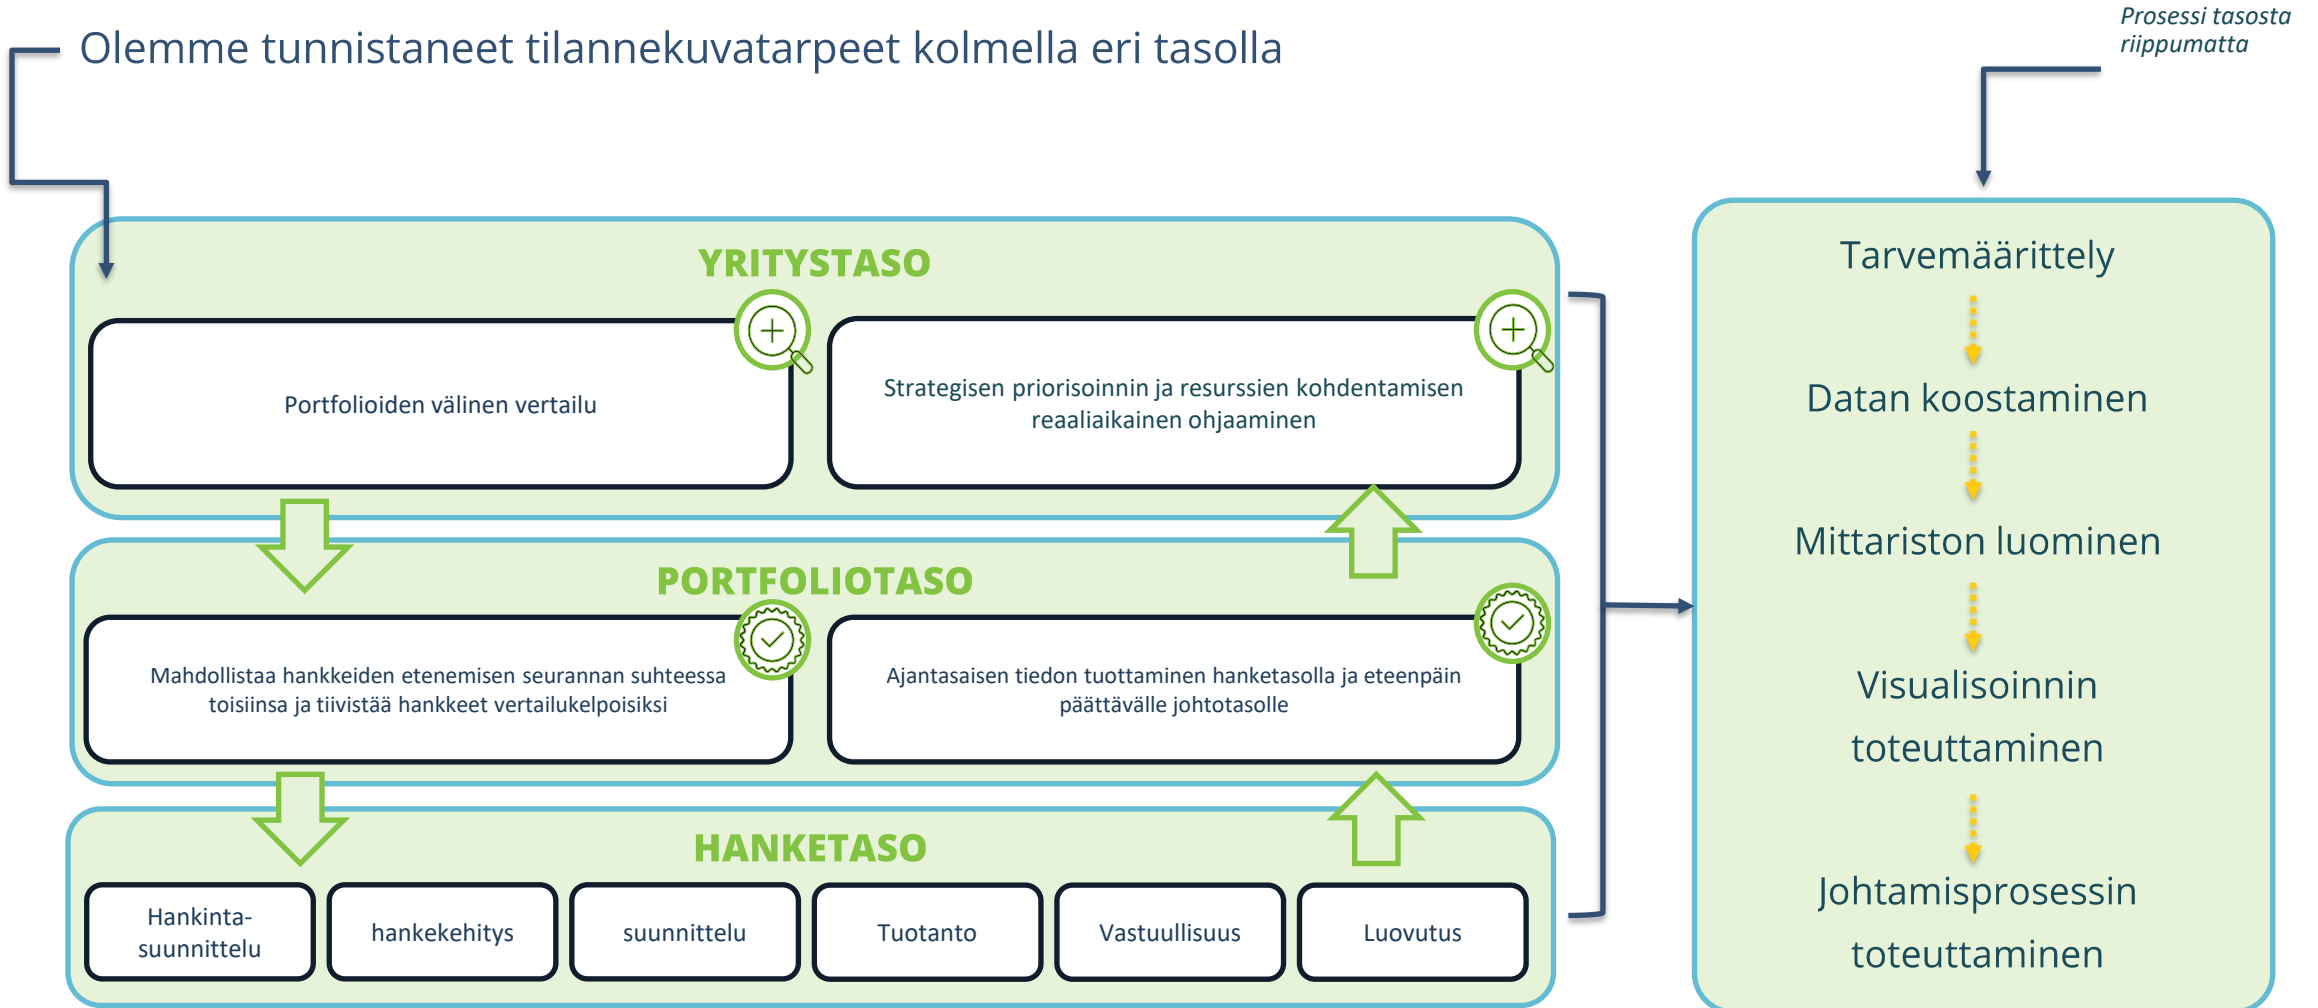 Olemme tunnistaneet tilannekuvatarpeet kolmella eri tasolla
Prosessi tasosta
riippumatta
YRITYSTASO
Portfolioiden välinen vertailu
Strategisen priorisoinnin ja resurssien kohdentamisen
reaaliaikainen ohjaaminen
PORTFOLIOTASO
Mahdollistaa hankkeiden etenemisen seurannan suhteessa
toisiinsa ja tiivistää hankkeet vertailukelpoisiksi
Ajantasaisen tiedon tuottaminen hanketasolla ja eteenpäin
päättävälle johtotasolle
HANKETASO
Hankinta-
suunnittelu
hankekehitys
suunnittelu
Tuotanto
Vastuullisuus
Luovutus
Tarvemäärittely
Datan koostaminen
Mittariston luominen
Visualisoinnin
toteuttaminen
Johtamisprosessin
toteuttaminen